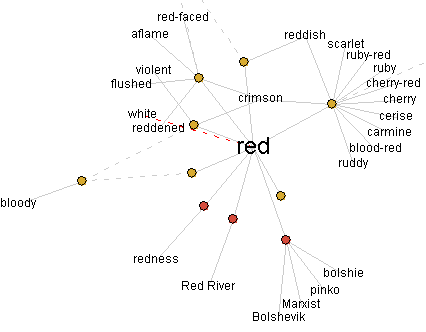 red-faced
aflame
reddish
scarlet
ruby-red
violent
ruby
flushed
cherry-red
crimson
cherry
white
cerise
reddened
carmine
red
blood-red
ruddy
bloody
redness
bolshie
Red River
pinko
Marxist
Bolshevik